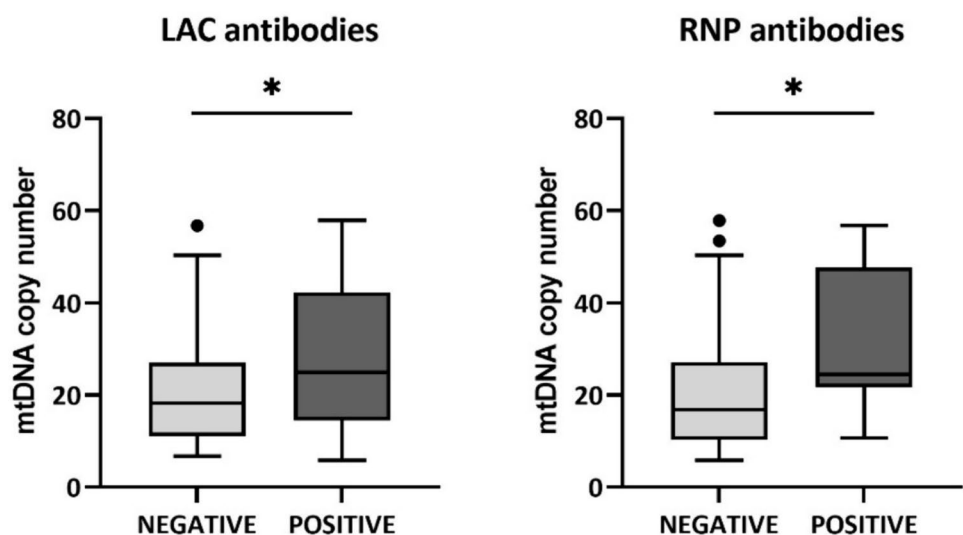 LAC antibodies
*
mtDNA copy number
80
60
40
20
0
NEGATIVE POSITIVE
RNP antibodies
*
mtDNA copy number
80
60
40
20
0
NEGATIVE POSITIVE